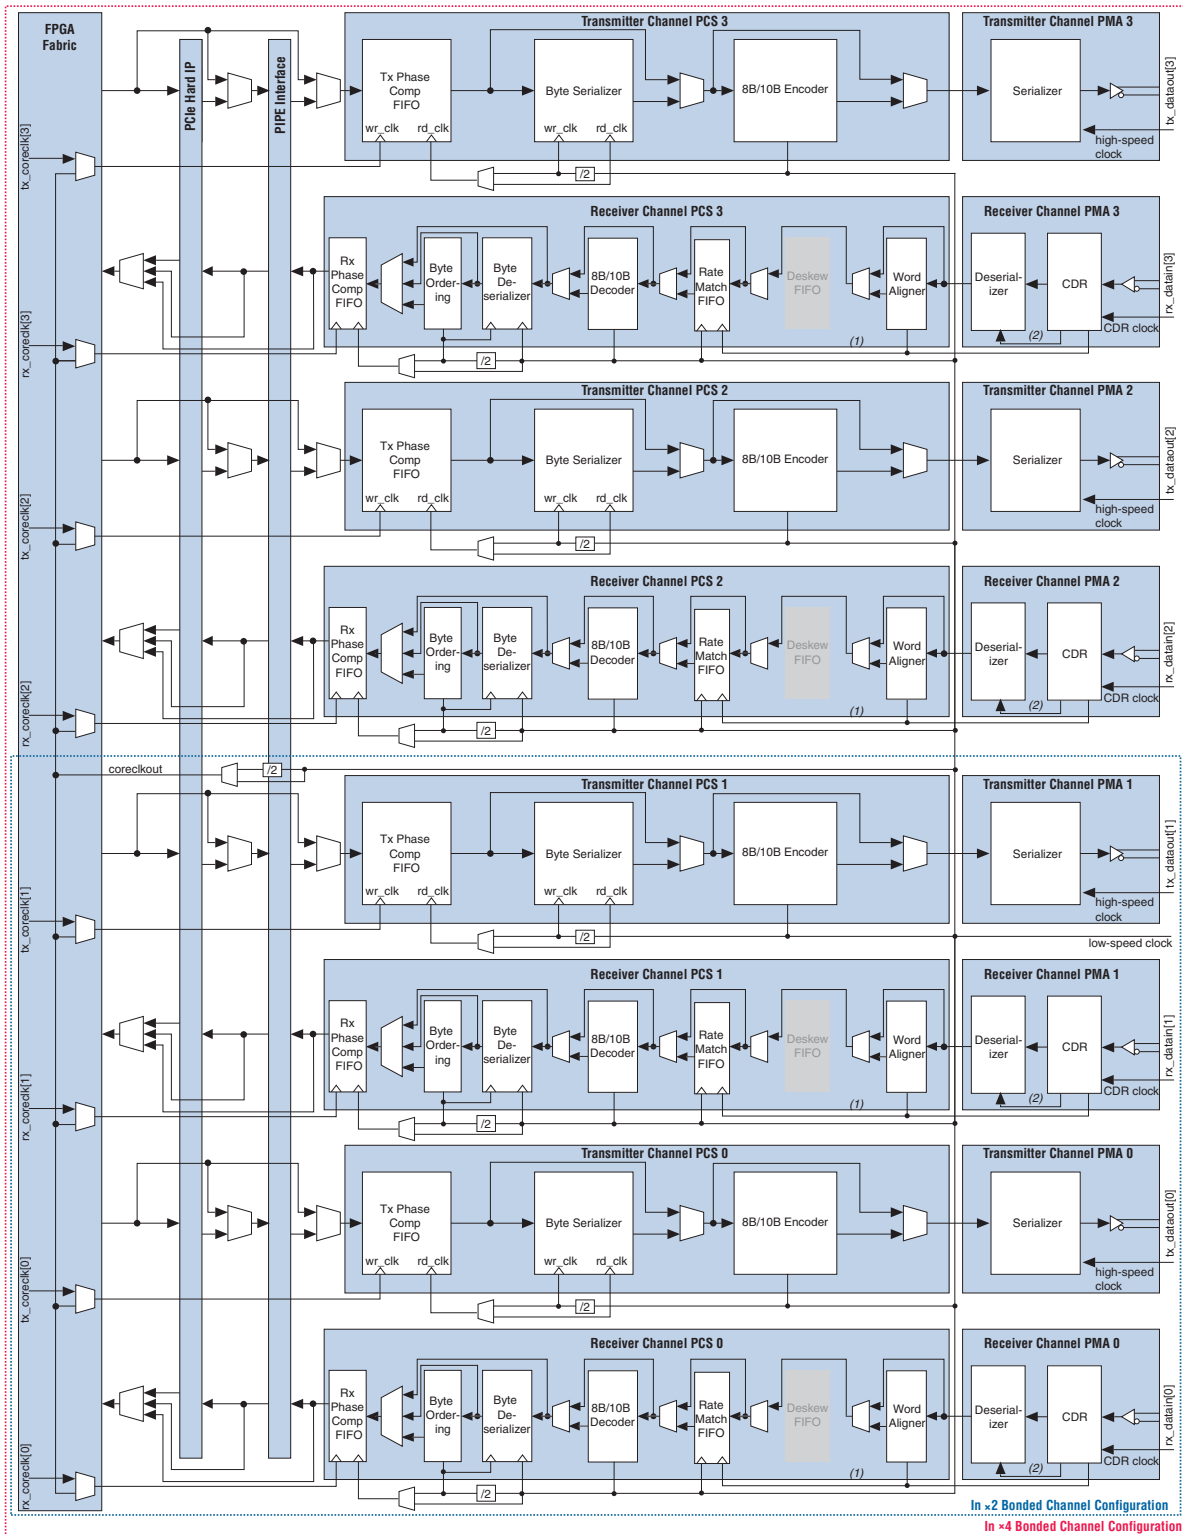 FPGA
Fabric
PCIe Hard IP
PIPE Interface
Transmitter Channel PCS 3
Tx Phase
Comp
FIFO
wr_clk
rd_clk
Byte Serializer
wr_clk
rd_clk
8B/10B Encoder
/2
Transmitter Channel PMA 3
Serializer
high-speed
clock
tx_dataout[3]
tx_coreclk[3]
Receiver Channel PCS 3
Rx
Phase
Comp
FIFO
Byte
Order-
ing
Byte
De-
serializer
8B/10B
Decoder
Rate
Match
FIFO
Deskew
FIFO
Word
Aligner
(1)
/2
Receiver Channel PMA 3
Deserial-
izer
CDR
(2)
CDR clock
rx_datain[3]
rx_coreclk[3]
Transmitter Channel PCS 2
Tx Phase
Comp
FIFO
wr_clk
rd_clk
Byte Serializer
wr_clk
rd_clk
8B/10B Encoder
/2
Transmitter Channel PMA 2
Serializer
high-speed
clock
tx_dataout[2]
tx_coreclk[2]
Receiver Channel PCS 2
Rx
Phase
Comp
FIFO
Byte
Order-
ing
Byte
De-
serializer
8B/10B
Decoder
Rate
Match
FIFO
Deskew
FIFO
Word
Aligner
(1)
/2
Receiver Channel PMA 2
Deserial-
izer
CDR
(2)
CDR clock
rx_datain[2]
rx_coreclk[2]
coreclkout
/2
Transmitter Channel PCS 1
Tx Phase
Comp
FIFO
wr_clk
rd_clk
Byte Serializer
wr_clk
rd_clk
8B/10B Encoder
/2
Transmitter Channel PMA 1
Serializer
high-speed
clock
tx_dataout[1]
tx_coreclk[1]
low-speed clock
Receiver Channel PCS 1
Rx
Phase
Comp
FIFO
Byte
Order-
ing
Byte
De-
serializer
8B/10B
Decoder
Rate
Match
FIFO
Deskew
FIFO
Word
Aligner
(1)
/2
Receiver Channel PMA 1
Deserial-
izer
CDR
(2)
CDR clock
rx_datain[1]
rx_coreclk[1]
Transmitter Channel PCS 0
Tx Phase
Comp
FIFO
wr_clk
rd_clk
Byte Serializer
wr_clk
rd_clk
8B/10B Encoder
/2
Transmitter Channel PMA 0
Serializer
high-speed
clock
tx_dataout[0]
tx_coreclk[0]
Receiver Channel PCS 0
Rx
Phase
Comp
FIFO
Byte
Order-
ing
Byte
De-
serializer
8B/10B
Decoder
Rate
Match
FIFO
Deskew
FIFO
Word
Aligner
(1)
/2
Receiver Channel PMA 0
Deserial-
izer
CDR
(2)
CDR clock
rx_datain[0]
rx_coreclk[0]
In ×2 Bonded Channel Configuration
In ×4 Bonded Channel Configuration